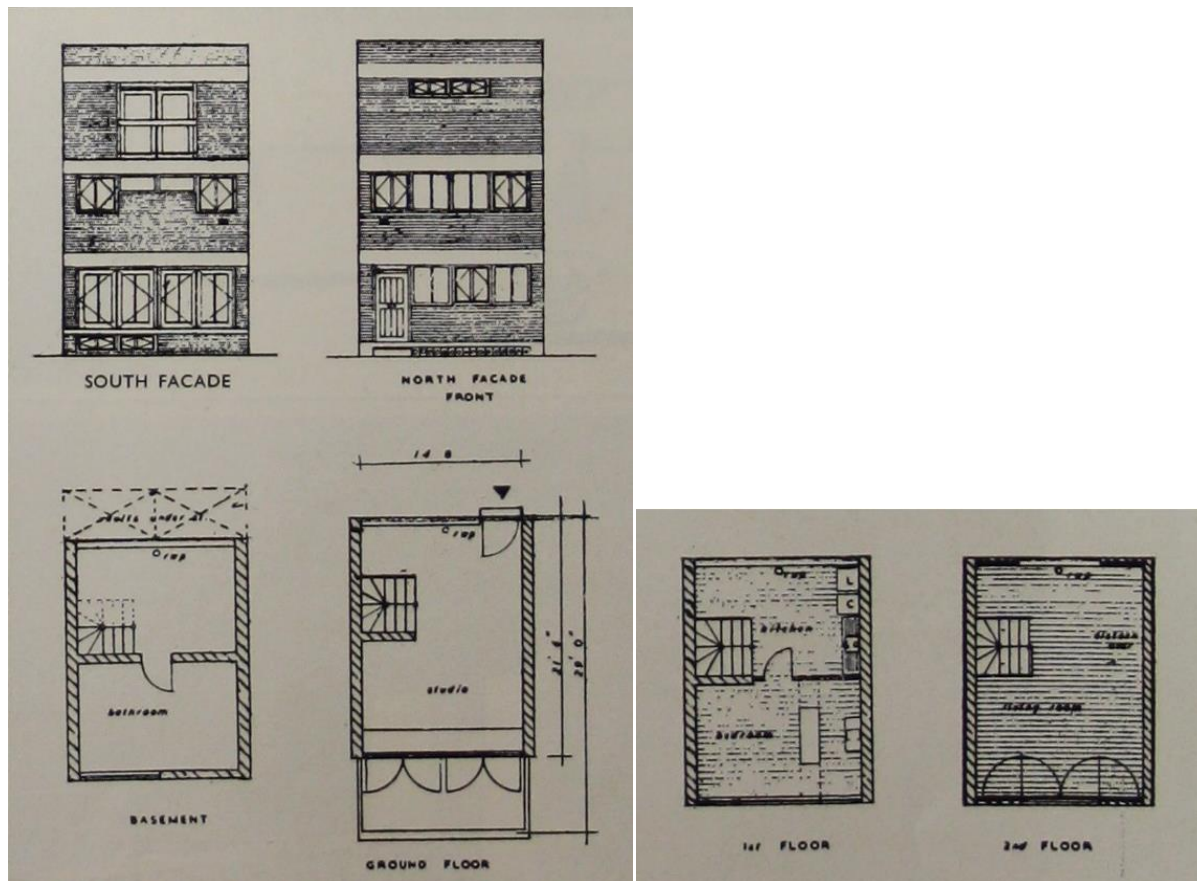 SOUTH FACADE
NORTH FACADE
FRONT
14 8
vaults under st.
rwp
bathroom
BASEMENT
rwp
studio
21' 6"
29' 0"
GROUND FLOOR
L
C
rwp
kitchen
bedroom
1st FLOOR
rwp
living room
2nd FLOOR